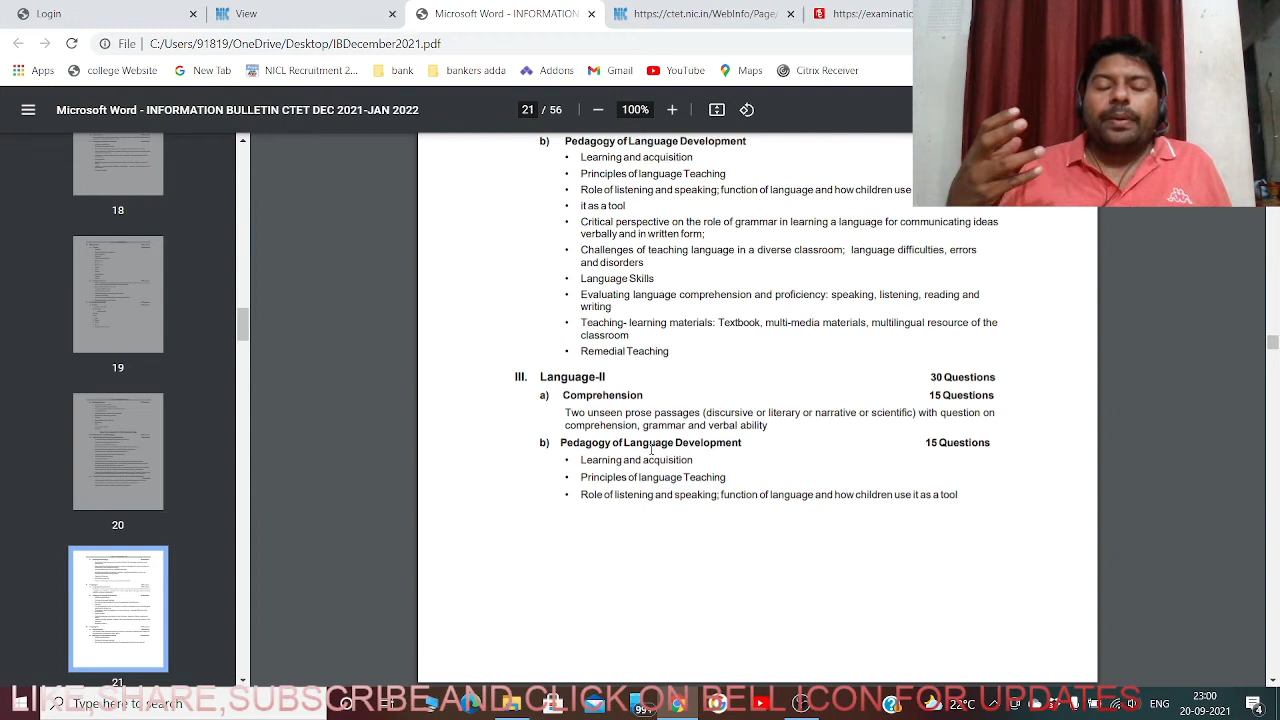 Microsoft Word - INFORMATION
https://ctet.nic.in/WebInfo/Page/
File
C:/Users/
December2021.pdf
Apps
college Website
New Tab
NICL Recruitment 2...
bank
bankers adda
Addons
Gmail
YouTube
Maps
Citrix Receiver
Microsoft Word - INFORMATION BULLETIN CTET DEC 2021-JAN
21 / 56
100%
b) Pedagogy of Language Development
• Learning and acquisition
• Principles of language Teaching
• Role of listening and speaking; function of language and how children use
• it as a tool
• Critical perspective on the role of grammar in learning a language for communicating ideas
verbally and in written form;
• Challenges of teaching language in a diverse classroom; language difficulties, errors
and disorders
• Language Skills
• Evaluating language comprehension and proficiency: speaking, listening, reading and
writing
• Teaching- learning materials: Textbook, multi-media materials, multilingual resource of the
classroom
• Remedial Teaching
III. Language-II 30 Questions
a) Comprehension 15 Questions
Two unseen prose passages (discursive or literary or narrative or scientific) with question on
comprehension, grammar and verbal ability
b) Pedagogy of Language Development 15 Questions
• Learning and acquisition
• Principles of language Teaching
• Role of listening and speaking; function of language and how children use it as a tool
18
19
20
21
LIKE, SHARE, SUBSCRIBE AND CLICK ON BELL ICON FOR UPDATES
Type here to
99+
29°C
ENG
23:00
20-09-2021